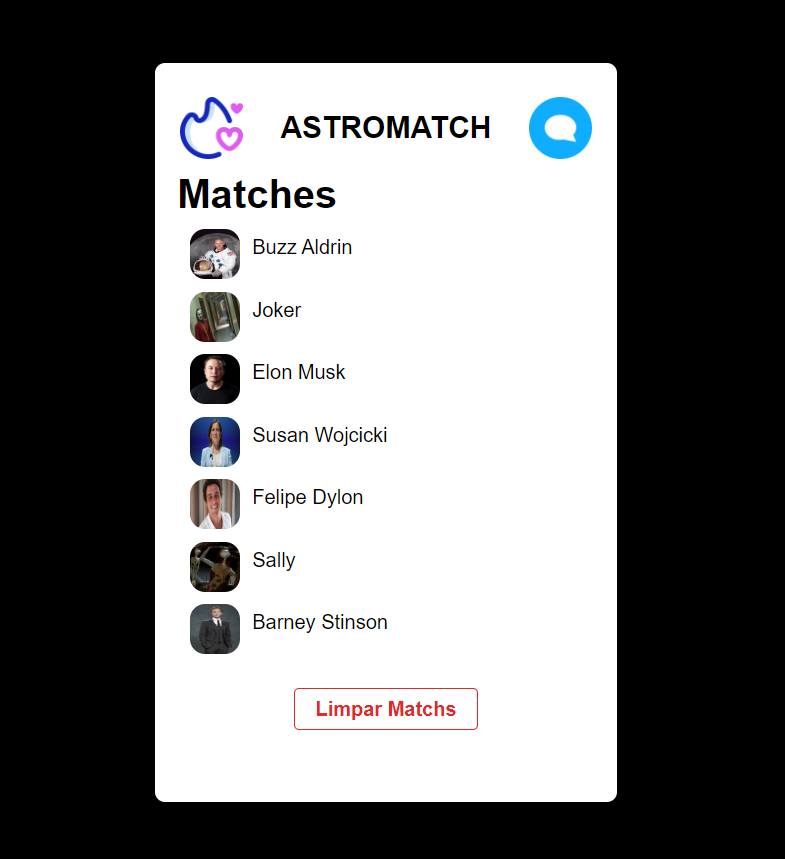 ASTROMATCH
Matches
Buzz Aldrin
Joker
Elon Musk
Susan Wojcicki
Felipe Dylon
Sally
Barney Stinson
Limpar Matchs